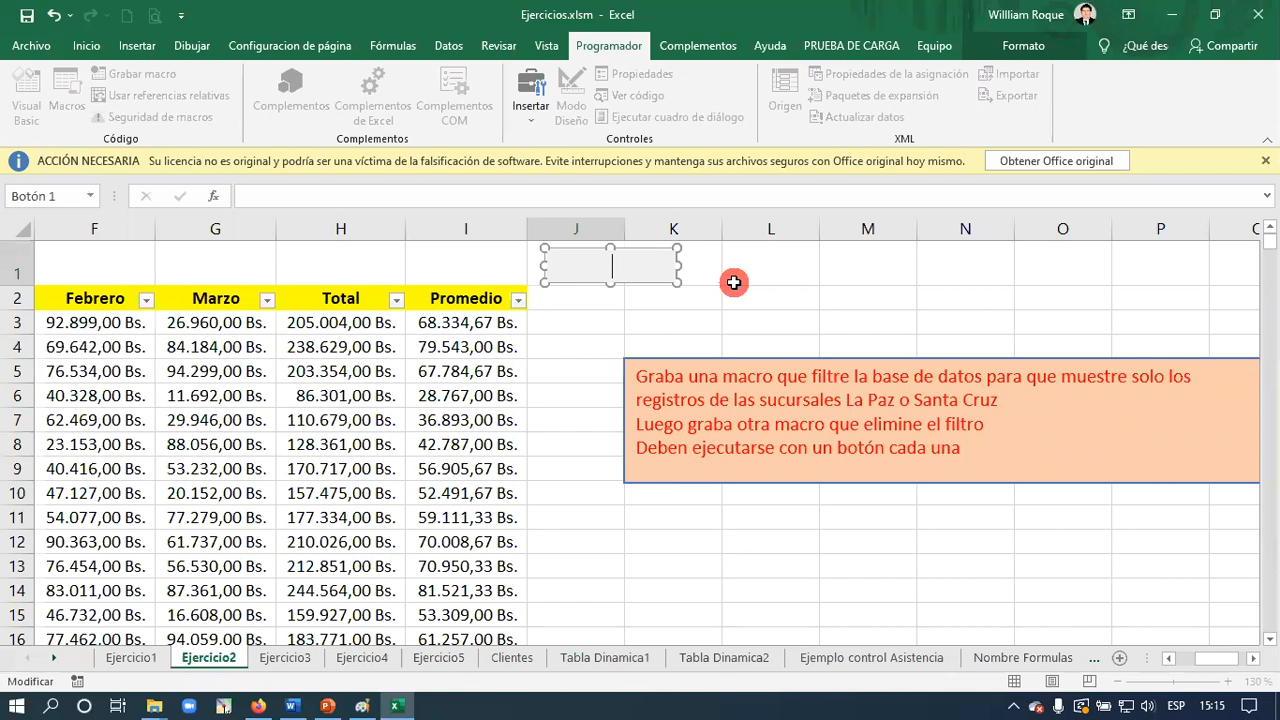 Ejercicios.xlsm - Excel
Willliam Roque
Archivo Inicio Insertar Dibujar Configuracion de página Fórmulas Datos Revisar Vista Programador Complementos Ayuda PRUEBA DE CARGA Equipo Formato ¿Qué des Compartir
Visual Basic
Macros
Grabar macro
Usar referencias relativas
Seguridad de macros
Código
Complementos
Complementos de Excel
Complementos COM
Complementos
Insertar
Modo Diseño
Propiedades
Ver código
Ejecutar cuadro de diálogo
Controles
Origen
Propiedades de la asignación
Paquetes de expansión
Actualizar datos
Importar
Exportar
XML
ACCIÓN NECESARIA Su licencia no es original y podría ser una víctima de la falsificación de software. Evite interrupciones y mantenga sus archivos seguros con Office original hoy mismo. Obtener Office original
Botón 1
fx
F G H I J K L M N O P
1
2 Febrero Marzo Total Promedio
3 92.899,00 Bs. 26.960,00 Bs. 205.004,00 Bs. 68.334,67 Bs.
4 69.642,00 Bs. 84.184,00 Bs. 238.629,00 Bs. 79.543,00 Bs.
5 76.534,00 Bs. 94.299,00 Bs. 203.354,00 Bs. 67.784,67 Bs.
6 40.328,00 Bs. 11.692,00 Bs. 86.301,00 Bs. 28.767,00 Bs.
7 62.469,00 Bs. 29.946,00 Bs. 110.679,00 Bs. 36.893,00 Bs.
8 23.153,00 Bs. 88.056,00 Bs. 128.361,00 Bs. 42.787,00 Bs.
9 40.416,00 Bs. 53.232,00 Bs. 170.717,00 Bs. 56.905,67 Bs.
10 47.127,00 Bs. 20.152,00 Bs. 157.475,00 Bs. 52.491,67 Bs.
11 54.077,00 Bs. 77.279,00 Bs. 177.334,00 Bs. 59.111,33 Bs.
12 90.363,00 Bs. 61.737,00 Bs. 210.026,00 Bs. 70.008,67 Bs.
13 76.454,00 Bs. 56.530,00 Bs. 212.851,00 Bs. 70.950,33 Bs.
14 83.011,00 Bs. 87.361,00 Bs. 244.564,00 Bs. 81.521,33 Bs.
15 46.732,00 Bs. 16.608,00 Bs. 159.927,00 Bs. 53.309,00 Bs.
16 77.462,00 Bs. 94.059,00 Bs. 183.771,00 Bs. 61.257,00 Bs.
Graba una macro que filtre la base de datos para que muestre solo los
registros de las sucursales La Paz o Santa Cruz
Luego graba otra macro que elimine el filtro
Deben ejecutarse con un botón cada una
Ejercicio1 Ejercicio2 Ejercicio3 Ejercicio4 Ejercicio5 Clientes Tabla Dinamica1 Tabla Dinamica2 Ejemplo control Asistencia Nombre Formulas ...
Modificar
130 %
ESP 15:15